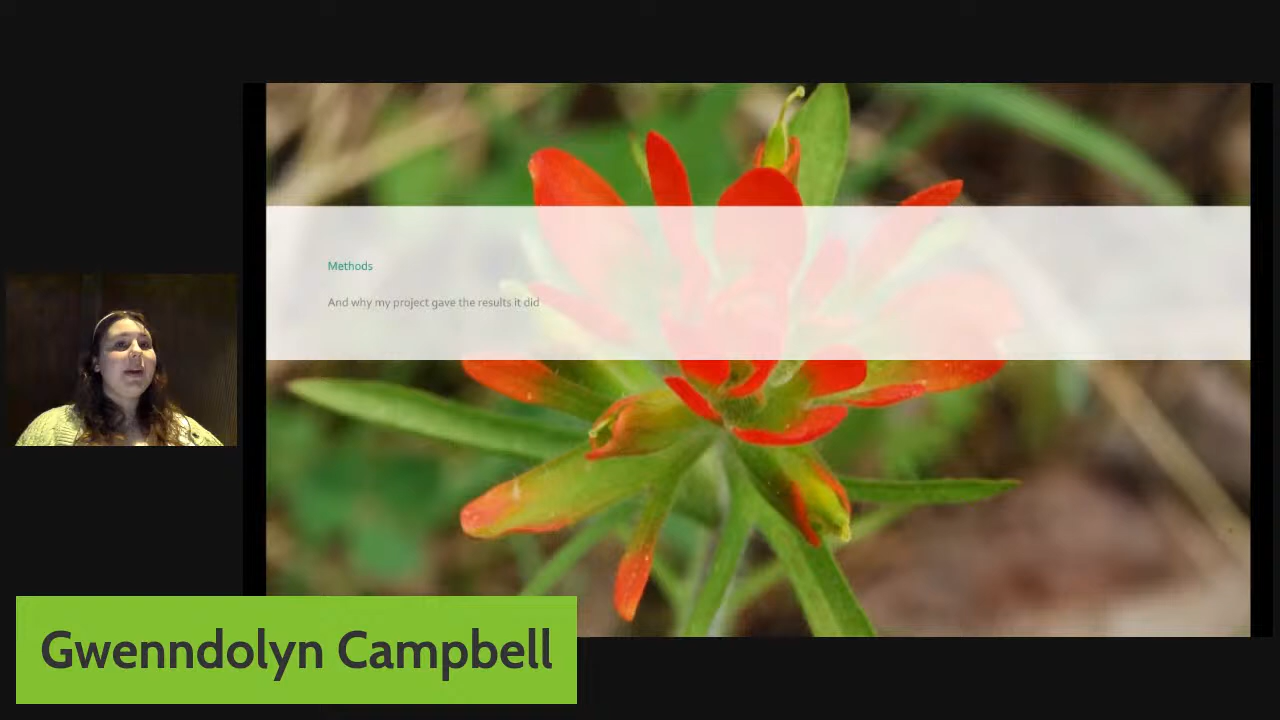 Methods
And why my project gave the results it did
Gwenndolyn Campbell